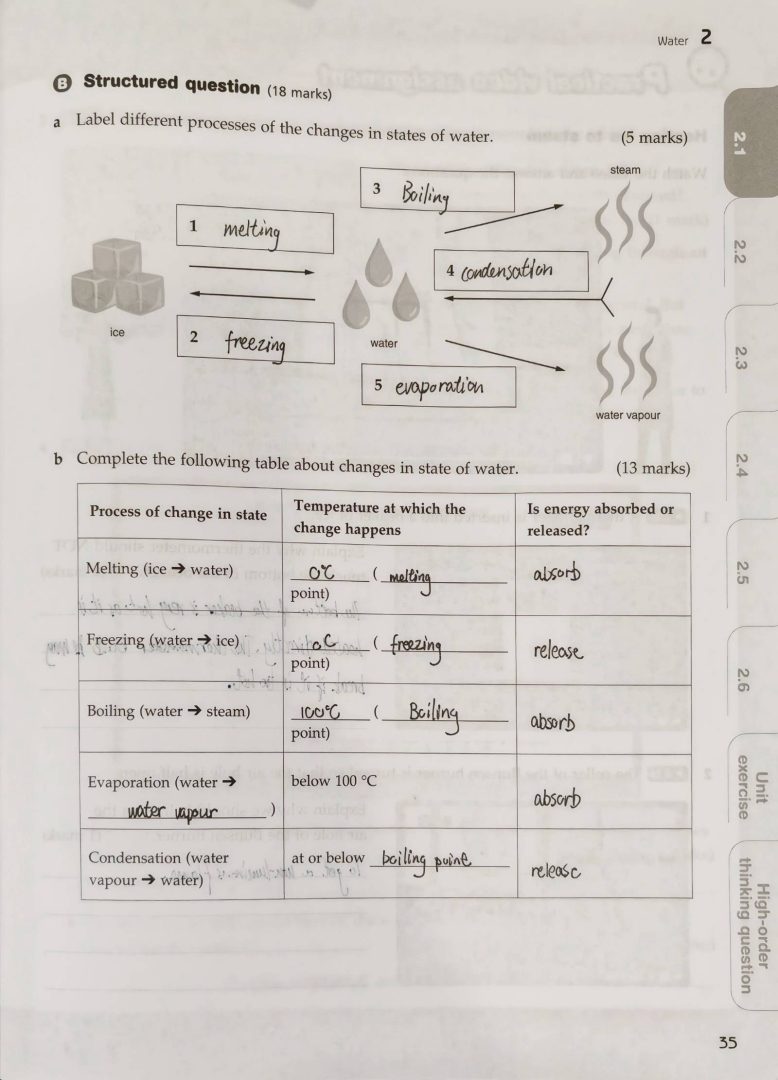 Water 2
B Structured question (18 marks)
a Label different processes of the changes in states of water. (5 marks)
steam
3 Boiling
1 melting
4 condensation
ice
2 freezing
water
5 evaporation
water vapour
b Complete the following table about changes in state of water. (13 marks)
Process of change in state
Temperature at which the
change happens
Is energy absorbed or
released?
Melting (ice ➔ water)
0℃ ( melting
point)
absorb
Freezing (water ➔ ice)
0℃ ( freezing
point)
release
Boiling (water ➔ steam)
100℃ ( Boiling
point)
absorb
Evaporation (water ➔
water vapour )
below 100 °C
absorb
Condensation (water
vapour ➔ water)
at or below boiling point
release
2.1
2.2
2.3
2.4
2.5
2.6
Unit
exercise
High-order
thinking question
35